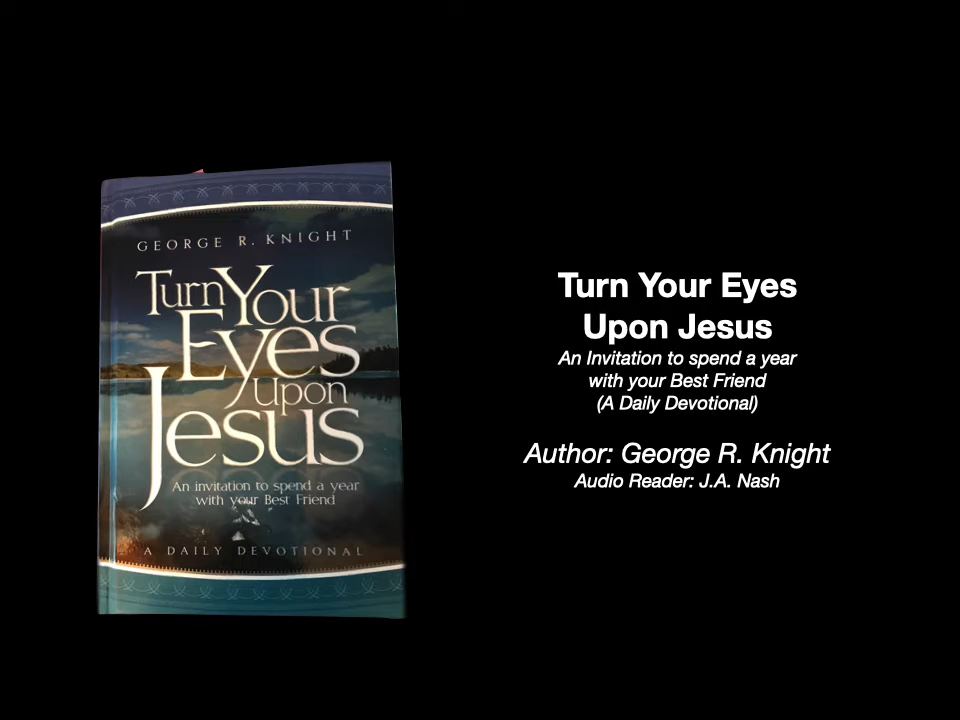 GEORGE R. KNIGHT
Turn Your
Eyes
Upon
Jesus
An invitation to spend a year
with your Best Friend
A DAILY DEVOTIONAL
Turn Your Eyes
Upon Jesus
An Invitation to spend a year
with your Best Friend
(A Daily Devotional)
Author: George R. Knight
Audio Reader: J.A. Nash